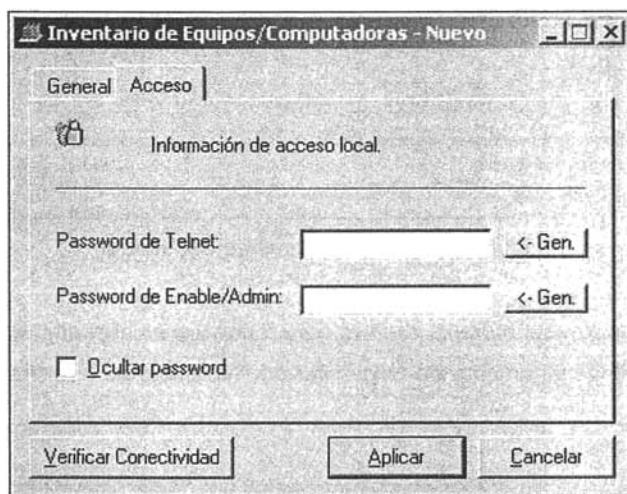 Inventario de Equipos/Computadoras - Nuevo
General Acceso
Información de acceso local.
Password de Telnet: <- Gen.
Password de Enable/Admin: <- Gen.
Ocultar password
Verificar Conectividad Aplicar Cancelar